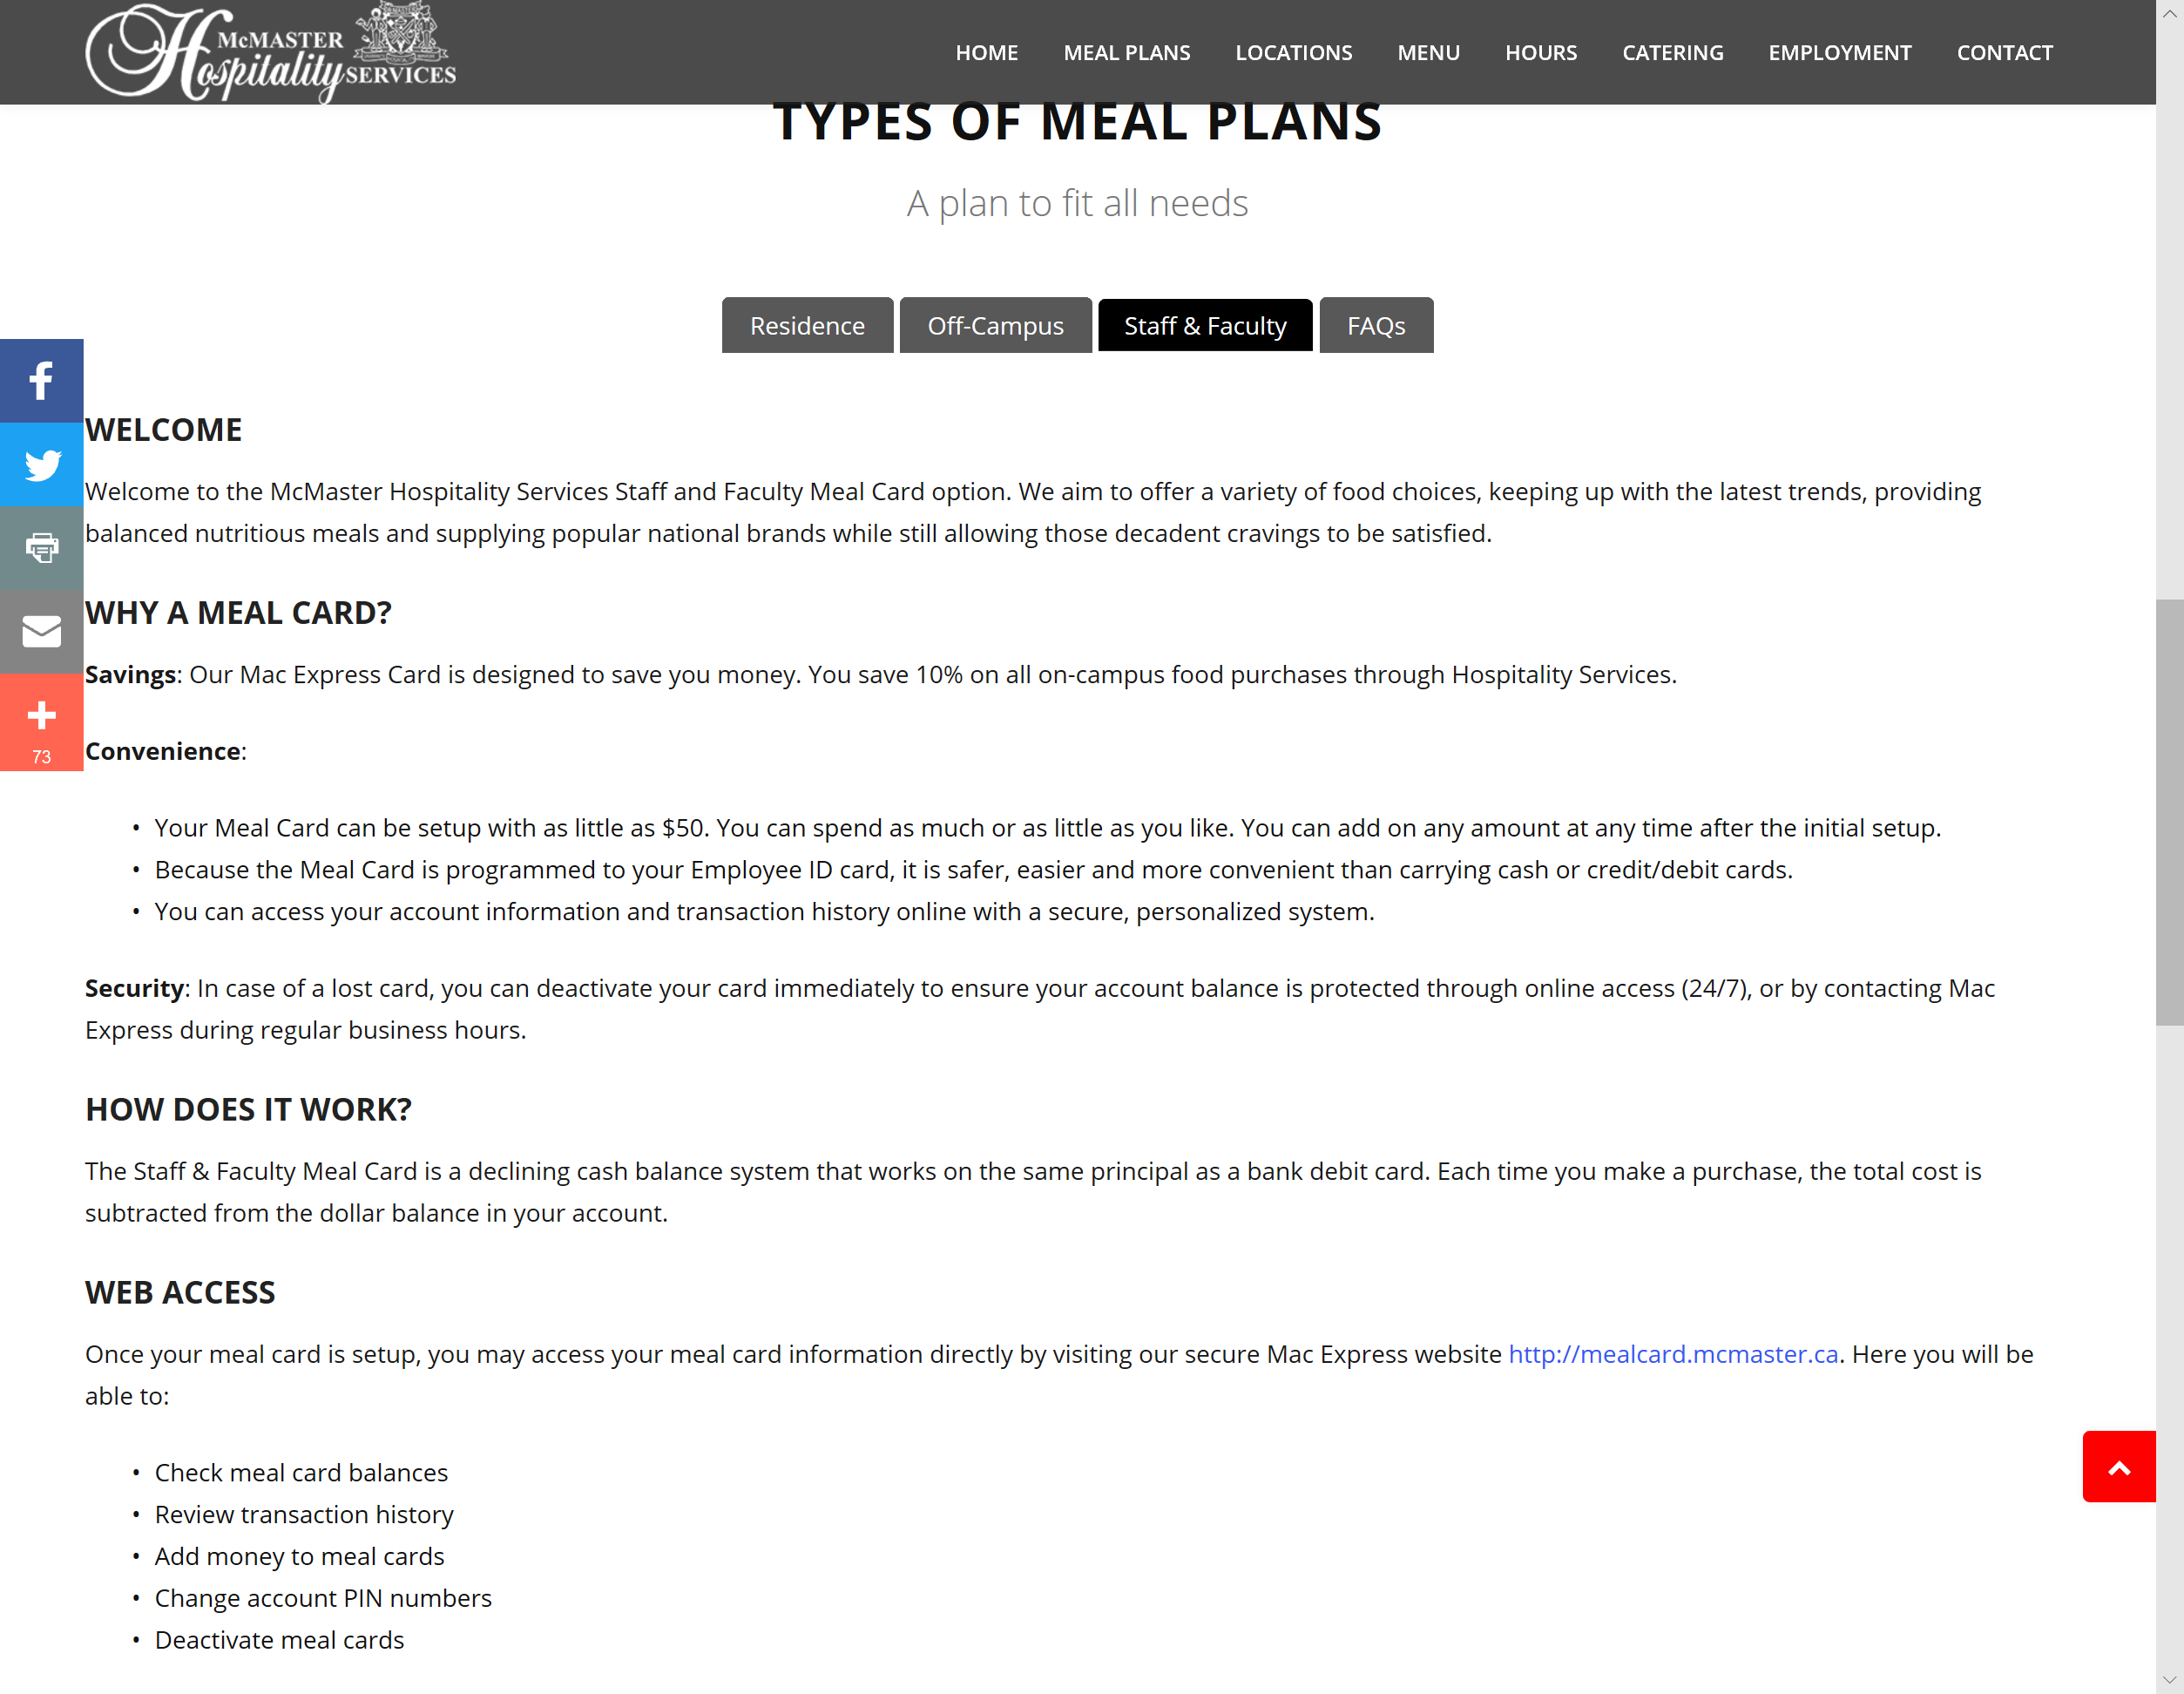 McMASTER
Hospitality SERVICES
HOME MEAL PLANS LOCATIONS MENU HOURS CATERING EMPLOYMENT CONTACT
TYPES OF MEAL PLANS
A plan to fit all needs
Residence Off-Campus Staff & Faculty FAQs
WELCOME
Welcome to the McMaster Hospitality Services Staff and Faculty Meal Card option. We aim to offer a variety of food choices, keeping up with the latest trends, providing
balanced nutritious meals and supplying popular national brands while still allowing those decadent cravings to be satisfied.
WHY A MEAL CARD?
Savings: Our Mac Express Card is designed to save you money. You save 10% on all on-campus food purchases through Hospitality Services.
73
Convenience:
• Your Meal Card can be setup with as little as $50. You can spend as much or as little as you like. You can add on any amount at any time after the initial setup.
• Because the Meal Card is programmed to your Employee ID card, it is safer, easier and more convenient than carrying cash or credit/debit cards.
• You can access your account information and transaction history online with a secure, personalized system.
Security: In case of a lost card, you can deactivate your card immediately to ensure your account balance is protected through online access (24/7), or by contacting Mac
Express during regular business hours.
HOW DOES IT WORK?
The Staff & Faculty Meal Card is a declining cash balance system that works on the same principal as a bank debit card. Each time you make a purchase, the total cost is
subtracted from the dollar balance in your account.
WEB ACCESS
Once your meal card is setup, you may access your meal card information directly by visiting our secure Mac Express website http://mealcard.mcmaster.ca. Here you will be
able to:
• Check meal card balances
• Review transaction history
• Add money to meal cards
• Change account PIN numbers
• Deactivate meal cards